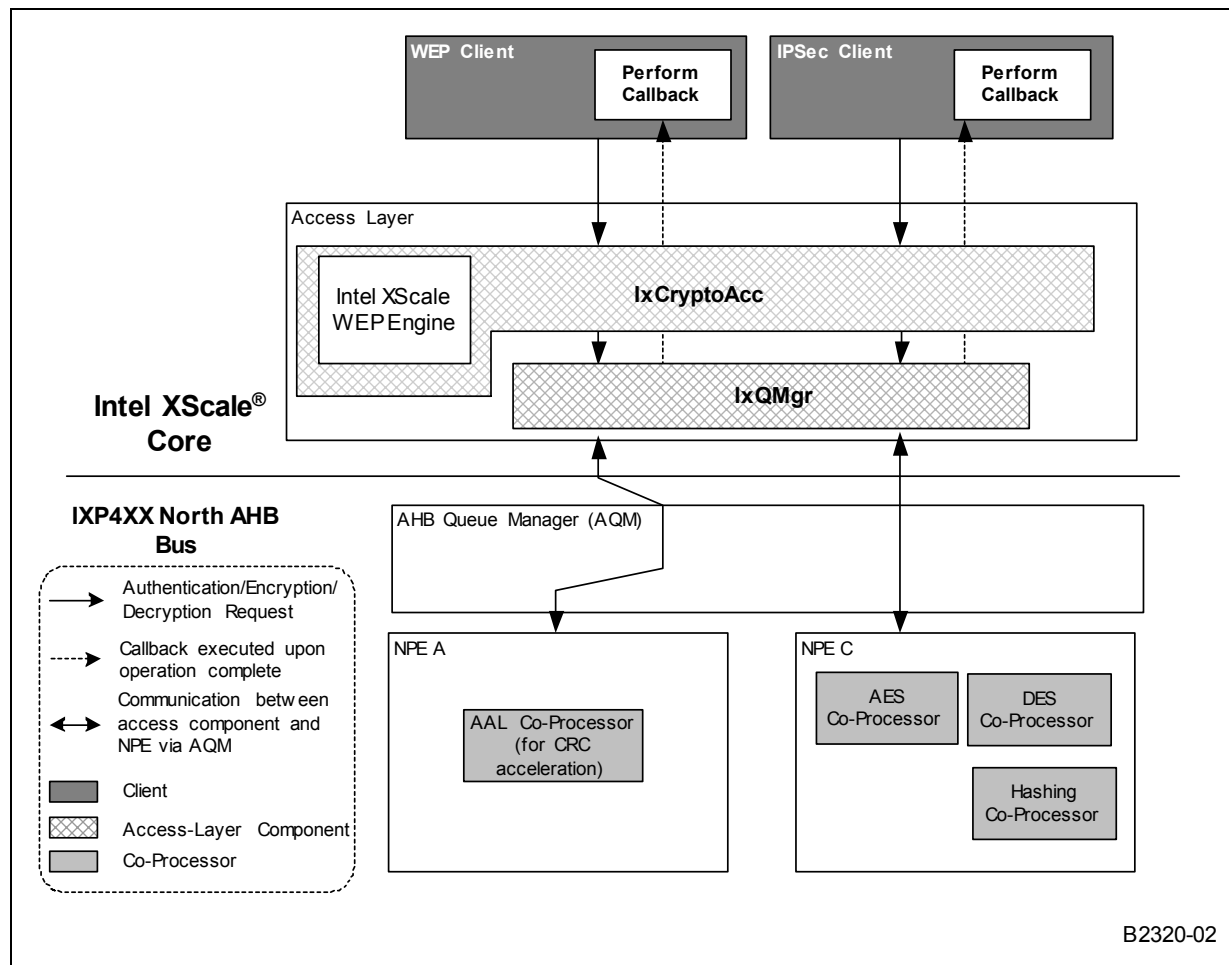 WEP Client
Perform
Callback
IPSec Client
Perform
Callback
Access Layer
Intel XScale
WEP Engine
IxCryptoAcc
IxQMgr
Intel XScale®
Core
IXP4XX North AHB
Bus
AHB Queue Manager (AQM)
Authentication/Encryption/
Decryption Request
Callback executed upon
operation complete
Communication between
access component and
NPE via AQM
Client
Access-Layer Component
Co-Processor
NPE A
AAL Co-Processor
(for CRC
acceleration)
NPE C
AES
Co-Processor
DES
Co-Processor
Hashing
Co-Processor
B2320-02